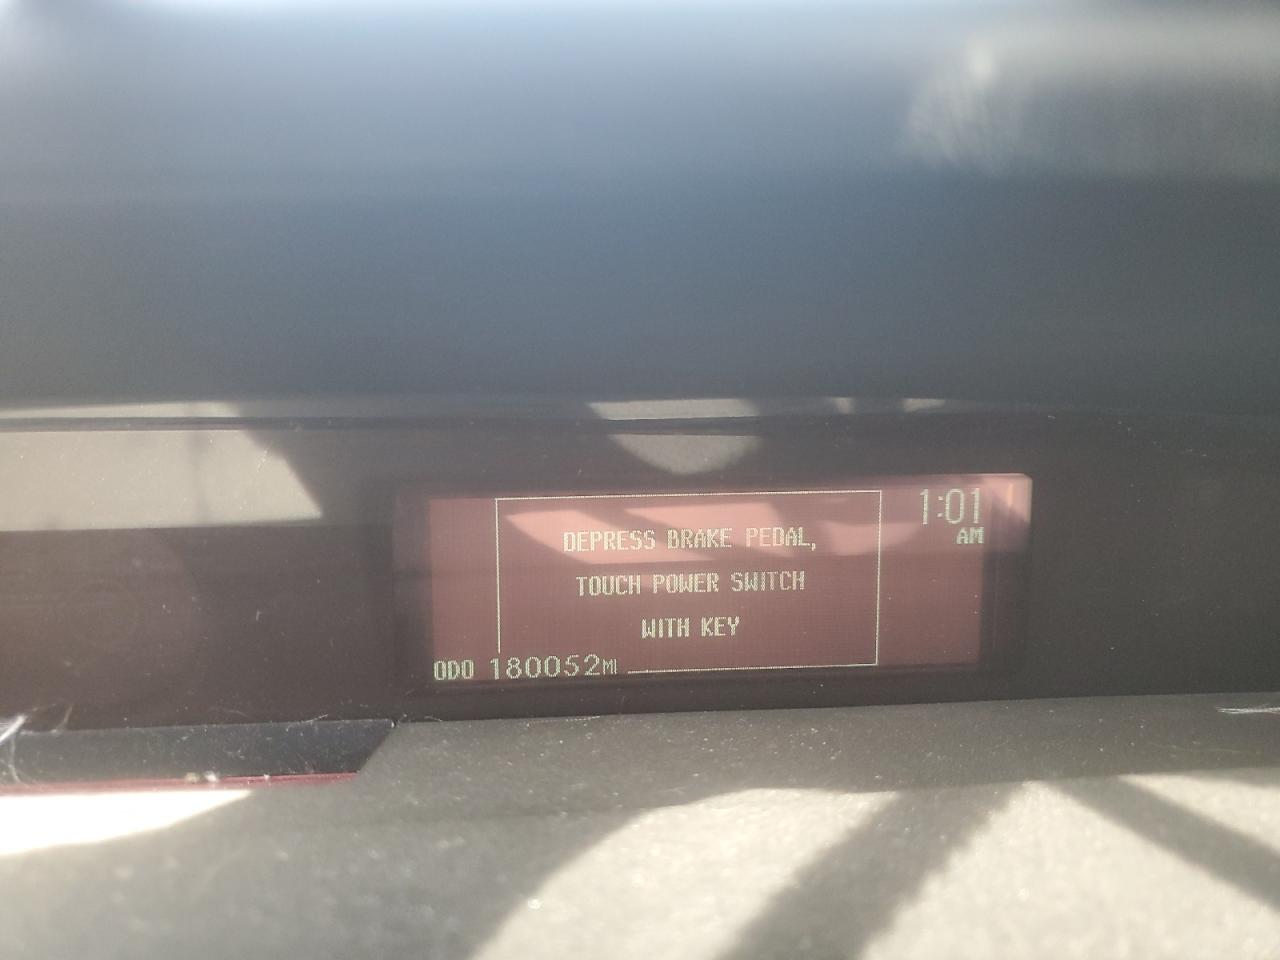 1:01
AM
DEPRESS BRAKE PEDAL,
TOUCH POWER SWITCH
WITH KEY
ODO 180052MI